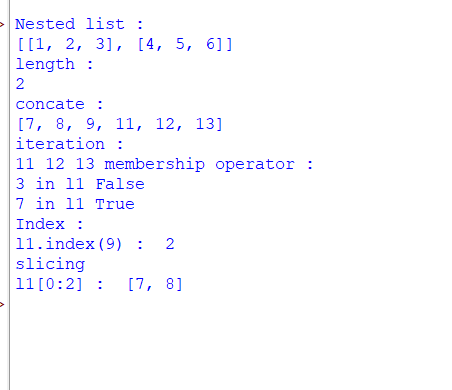 Nested list :
[[1, 2, 3], [4, 5, 6]]
length :
2
concate :
[7, 8, 9, 11, 12, 13]
iteration :
11 12 13 membership operator :
3 in l1 False
7 in l1 True
Index :
l1.index(9) :  2
slicing
l1[0:2] :  [7, 8]